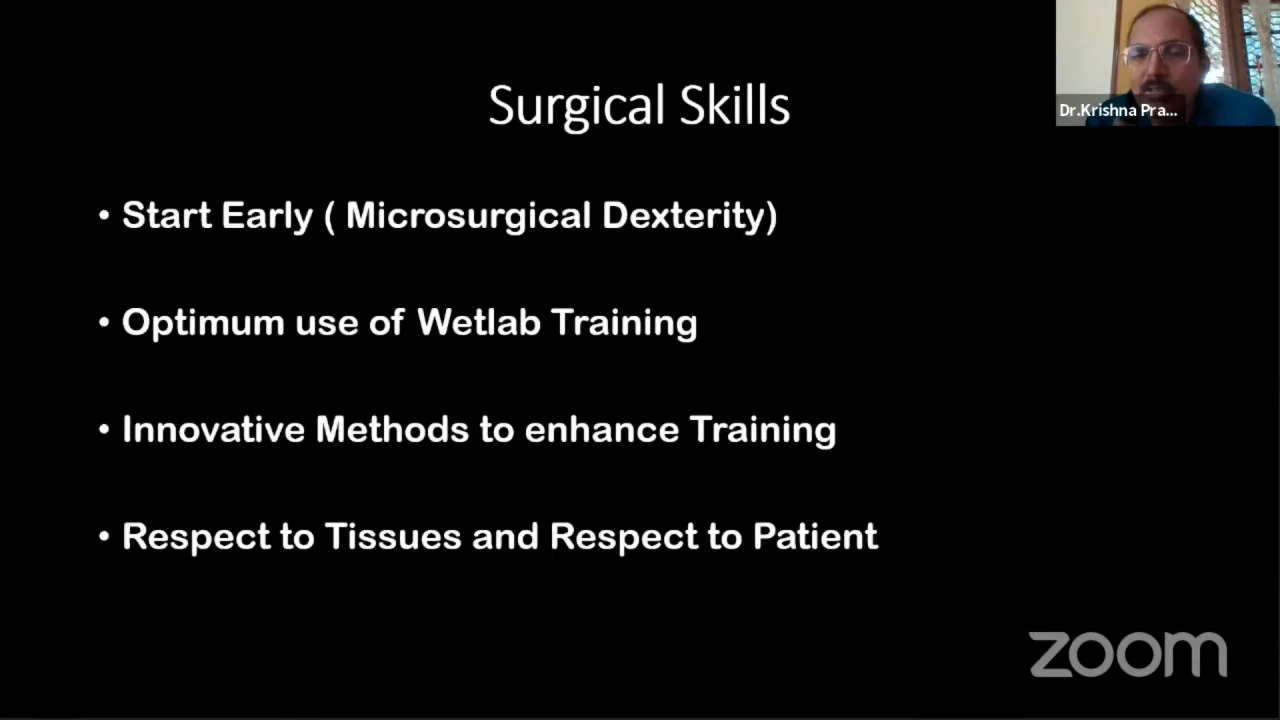 Surgical Skills
Dr.Krishna Pra...
• Start Early ( Microsurgical Dexterity)
• Optimum use of Wetlab Training
• Innovative Methods to enhance Training
• Respect to Tissues and Respect to Patient
zoom